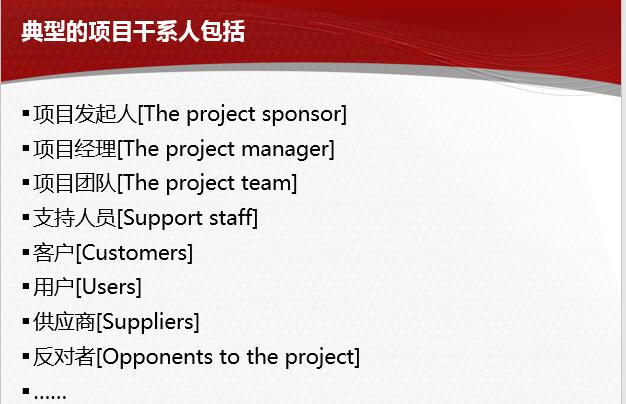 典型的项目干系人包括
▪项目发起人[The project sponsor]
▪项目经理[The project manager]
▪项目团队[The project team]
▪支持人员[Support staff]
▪客户[Customers]
▪用户[Users]
▪供应商[Suppliers]
▪反对者[Opponents to the project]
▪……